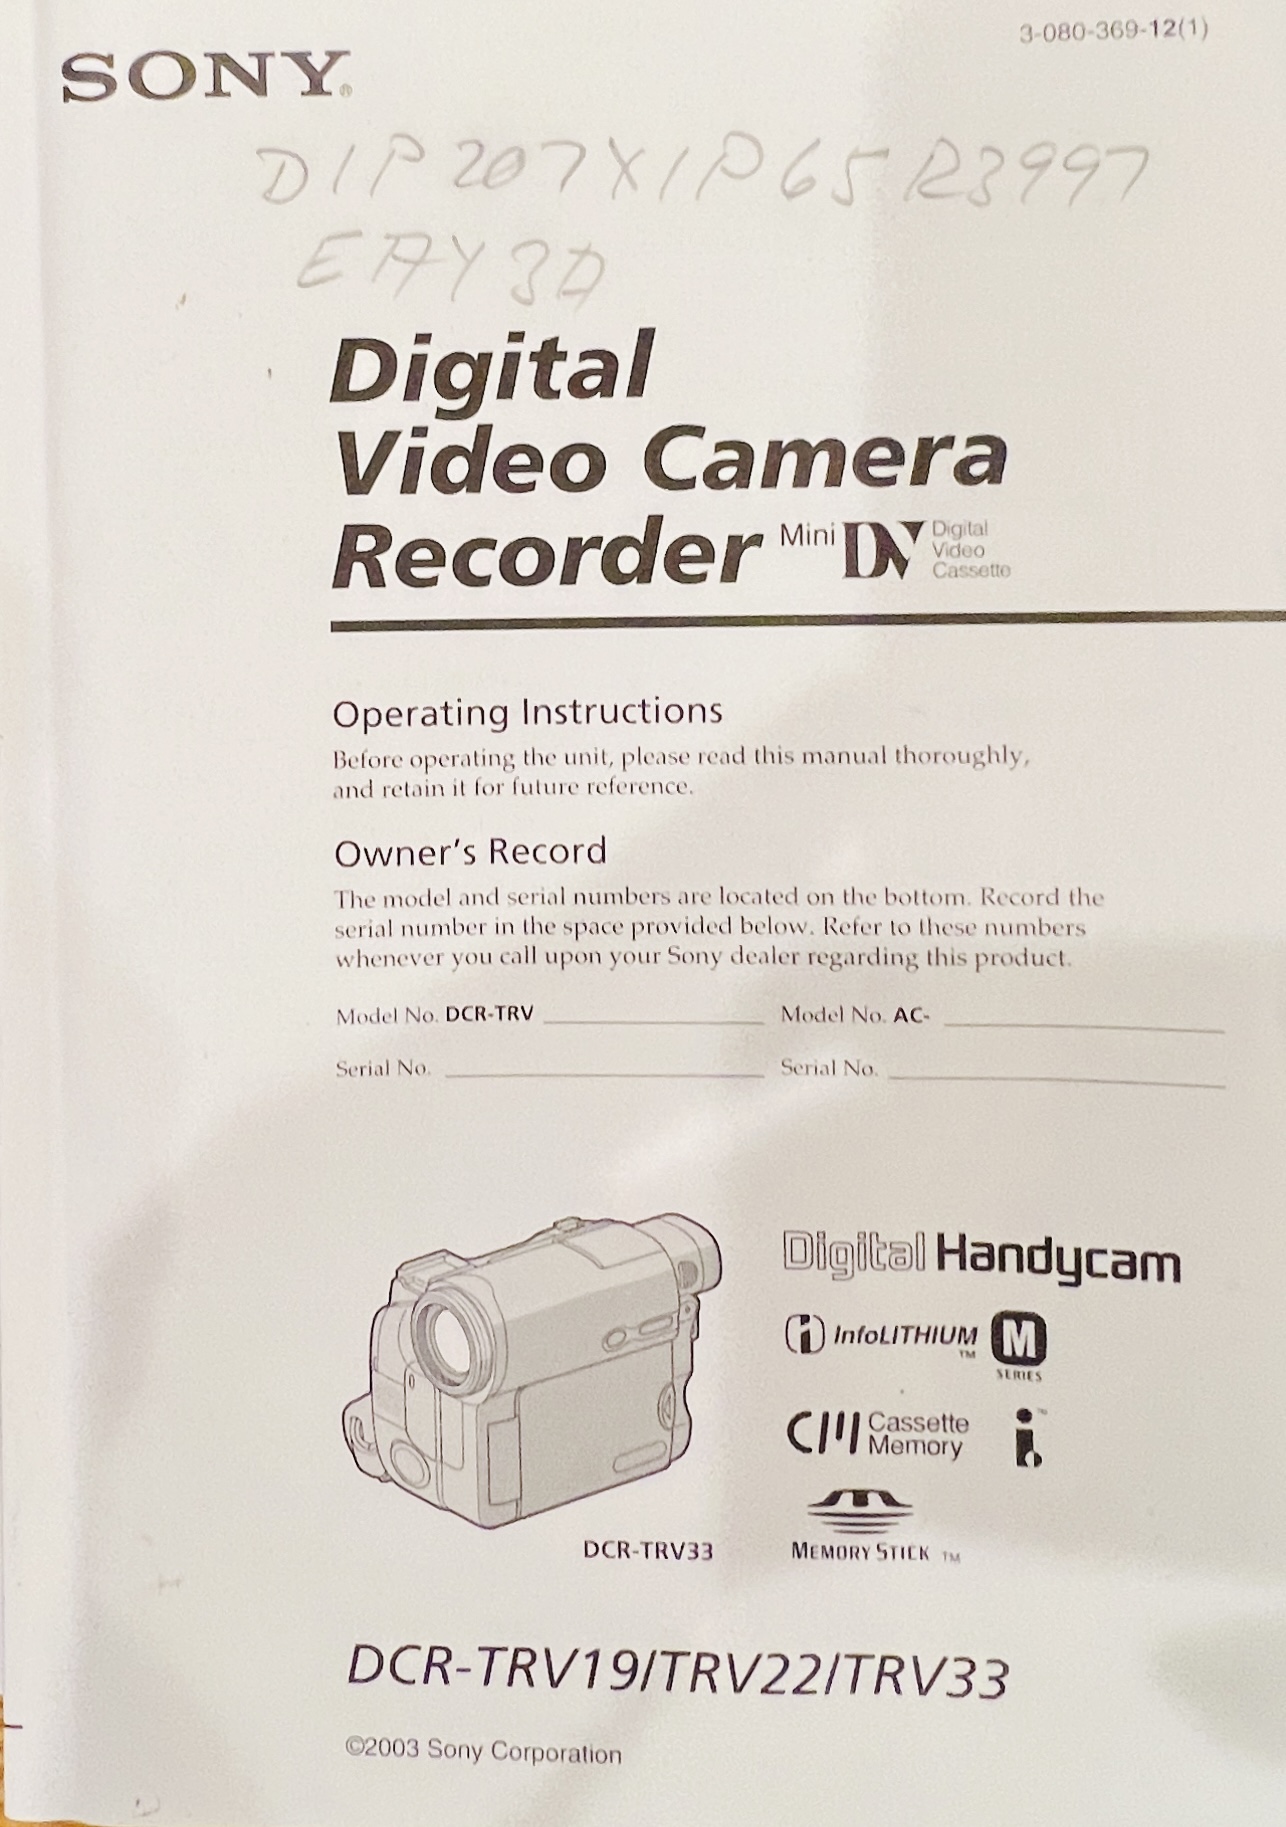 3-080-369-12(1)
SONY®
D1P207X1P65R3997
EAY3D
Digital
Video Camera
Recorder Mini DV Digital Video Cassette
Operating Instructions
Before operating the unit, please read this manual thoroughly,
and retain it for future reference.
Owner's Record
The model and serial numbers are located on the bottom. Record the
serial number in the space provided below. Refer to these numbers
whenever you call upon your Sony dealer regarding this product.
Model No. DCR-TRV Model No. AC-
Serial No. Serial No.
Digital Handycam
InfoLITHIUM™ M SERIES
Cassette Memory
MEMORY STICK ™
DCR-TRV33
DCR-TRV19/TRV22/TRV33
©2003 Sony Corporation